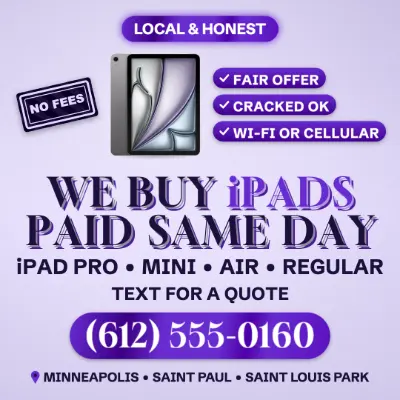 LOCAL & HONEST
NO FEES
✓ FAIR OFFER
✓ CRACKED OK
✓ WI-FI OR CELLULAR
WE BUY iPADS
PAID SAME DAY
iPAD PRO • MINI • AIR • REGULAR
TEXT FOR A QUOTE
(612) 555-0160
MINNEAPOLIS • SAINT PAUL • SAINT LOUIS PARK